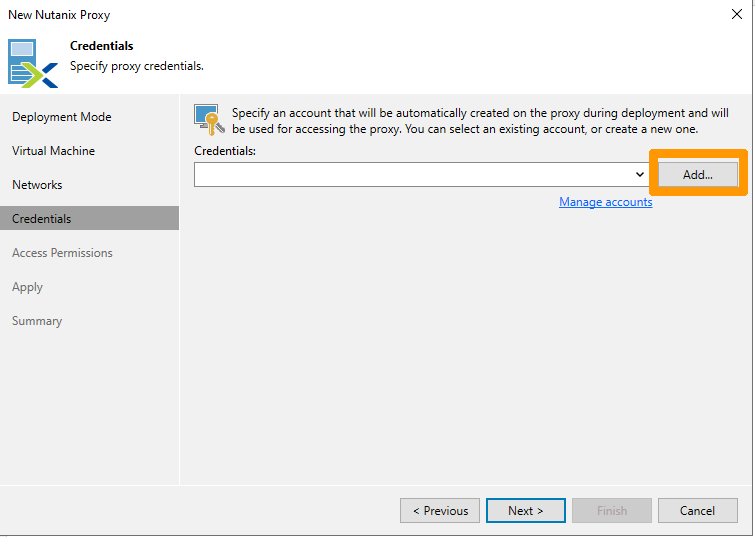 New Nutanix Proxy
Credentials
Specify proxy credentials.
Deployment Mode
Virtual Machine
Networks
Credentials
Access Permissions
Apply
Summary
Specify an account that will be automatically created on the proxy during deployment and will
be used for accessing the proxy. You can select an existing account, or create a new one.
Credentials:
Add...
Manage accounts
< Previous
Next >
Finish
Cancel